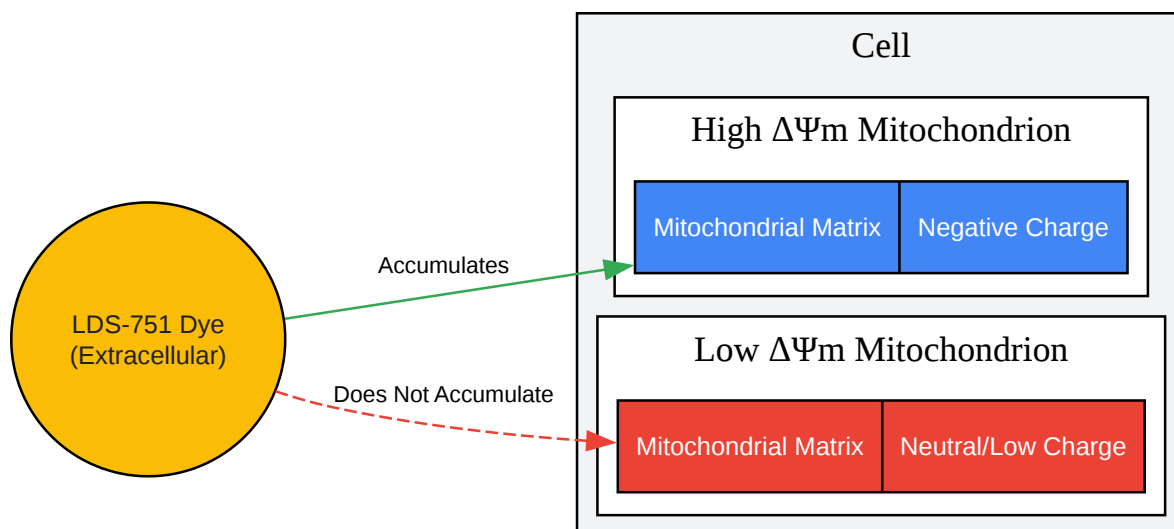 Cell
High ΔΨm Mitochondrion
Mitochondrial Matrix
Negative Charge
Accumulates
LDS-751 Dye
(Extracellular)
Does Not Accumulate
Low ΔΨm Mitochondrion
Mitochondrial Matrix
Neutral/Low Charge